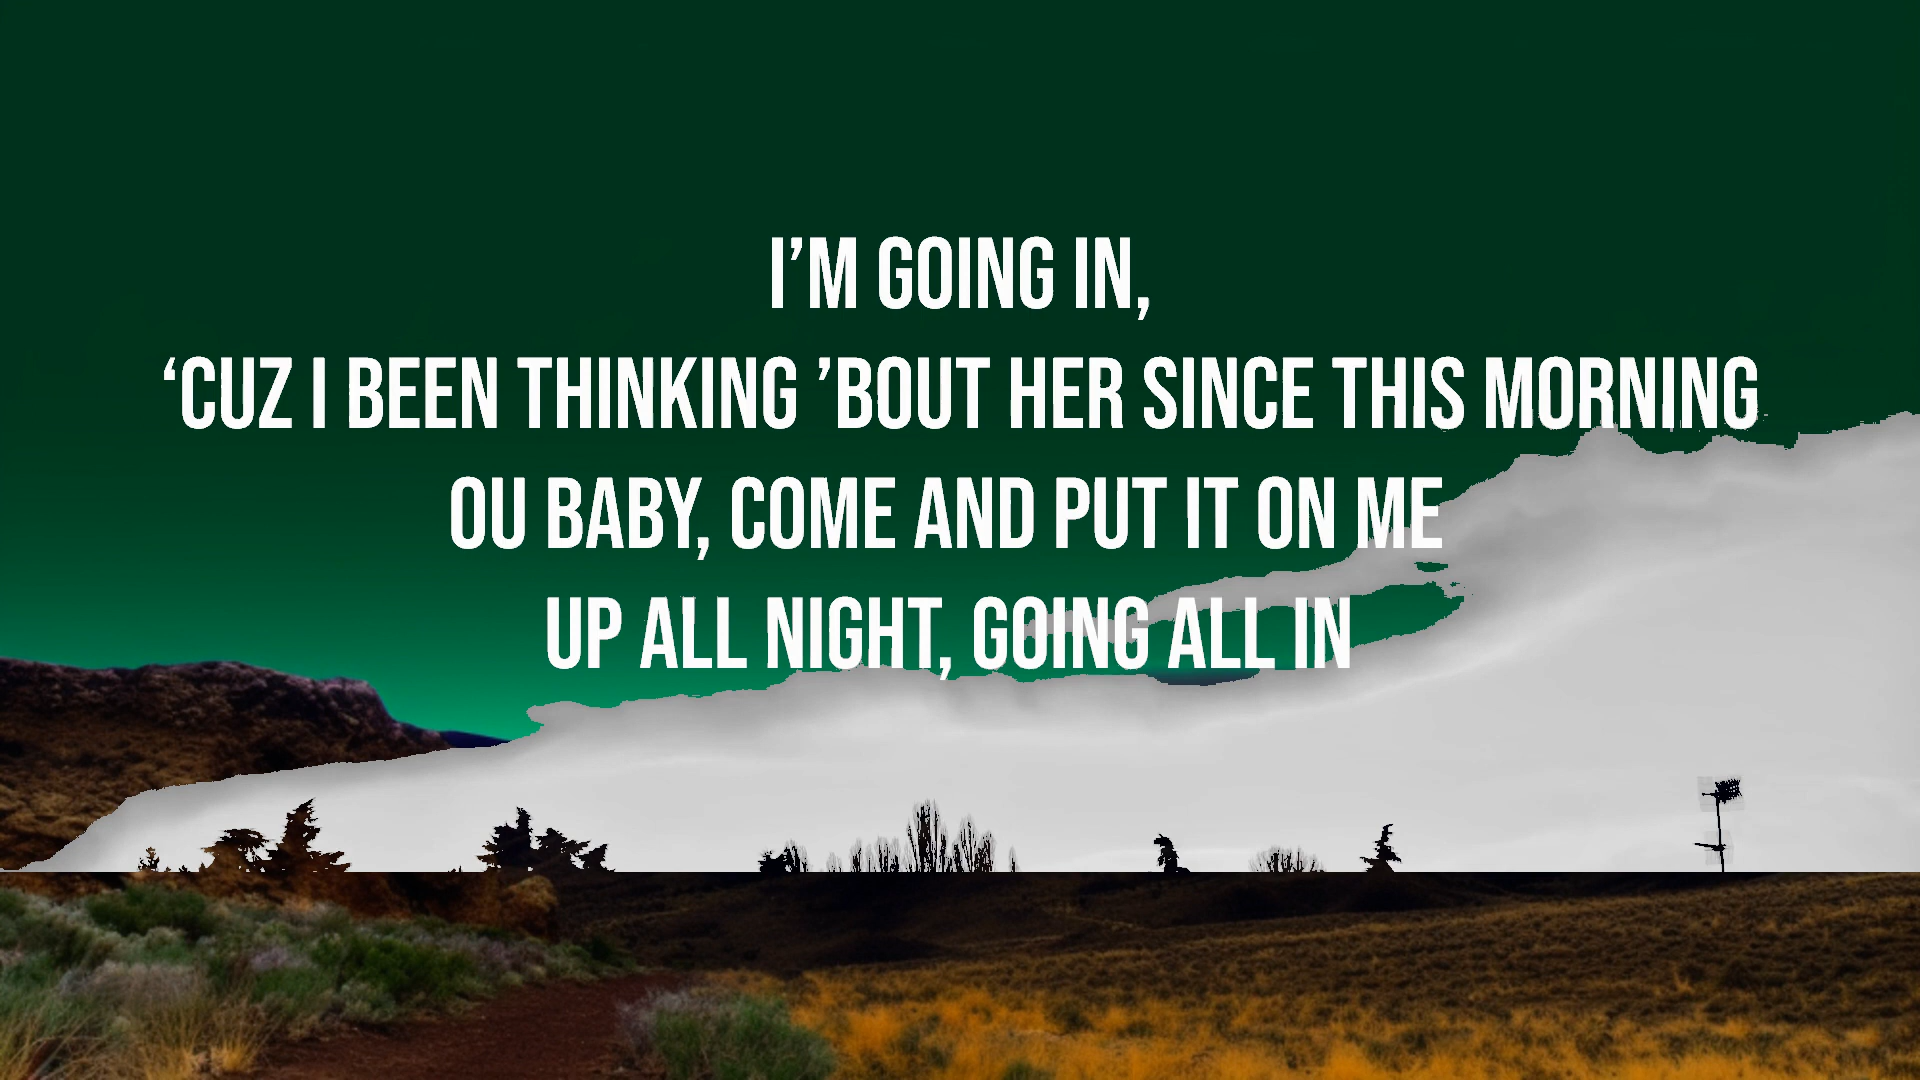 I’M GOING IN,
‘CUZ I BEEN THINKING ’BOUT HER SINCE THIS MORNING
OU BABY, COME AND PUT IT ON ME
UP ALL NIGHT, GOING ALL IN